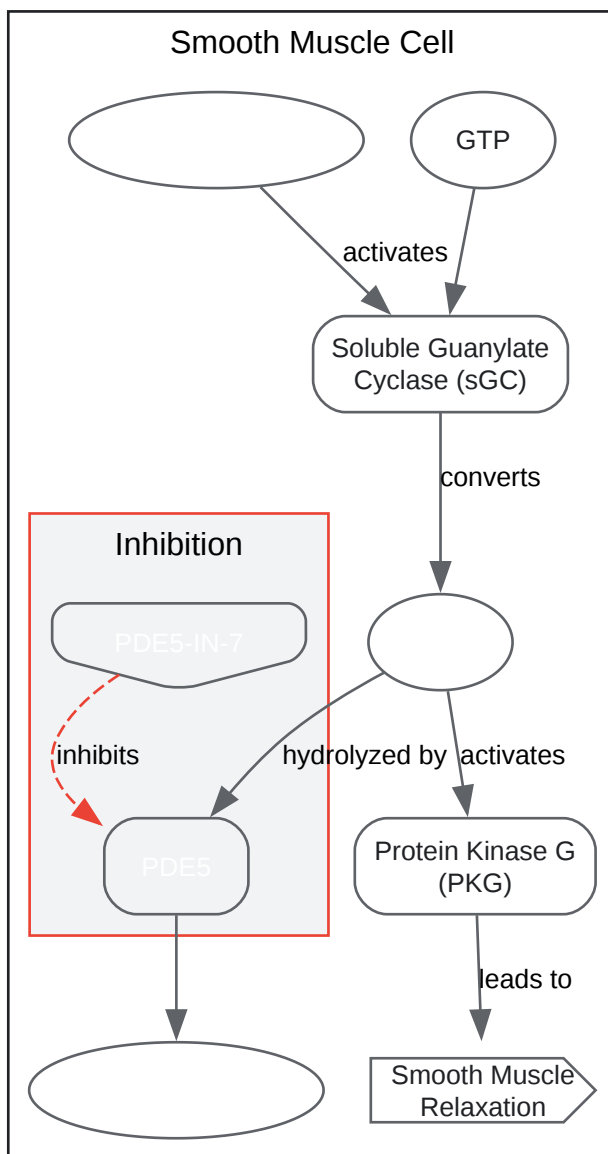 Smooth Muscle Cell
GTP
activates
Soluble Guanylate
Cyclase (sGC)
converts
Inhibition
PDE5-IN-7
inhibits
hydrolyzed by
activates
PDE5
Protein Kinase G
(PKG)
leads to
Smooth Muscle
Relaxation